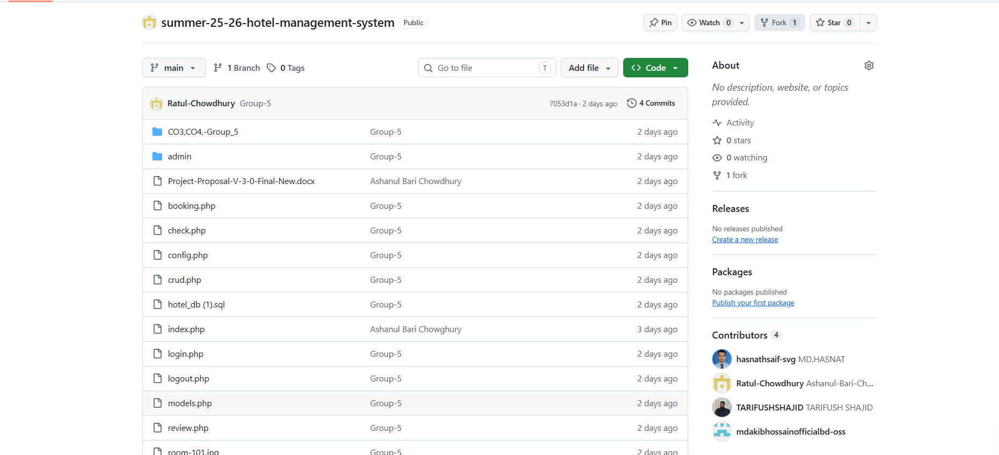 summer-25-26-hotel-management-system Public Pin Watch 0 Fork 1 Star 0
main 1 Branch 0 Tags Go to file T Add file Code
Ratul-Chowdhury Group-5 7053d1a · 2 days ago 4 Commits
CO3,CO4,-Group_5 Group-5 2 days ago
admin Group-5 2 days ago
Project-Proposal-V-3-0-Final-New.docx Ashanul Bari Chowdhury 2 days ago
booking.php Group-5 2 days ago
check.php Group-5 2 days ago
config.php Group-5 2 days ago
crud.php Group-5 2 days ago
hotel_db (1).sql Group-5 2 days ago
index.php Ashanul Bari Chowghury 3 days ago
login.php Group-5 2 days ago
logout.php Group-5 2 days ago
models.php Group-5 2 days ago
review.php Group-5 2 days ago
room-101.jpg Group-5 2 days ago
About
No description, website, or topics
provided.
Activity
0 stars
0 watching
1 fork
Releases
No releases published
Create a new release
Packages
No packages published
Publish your first package
Contributors 4
hasnathsaif-svg MD.HASNAT
Ratul-Chowdhury Ashanul-Bari-Ch...
TARIFUSHSHAJID TARIFUSH SHAJID
mdakibhossainofficialbd-oss